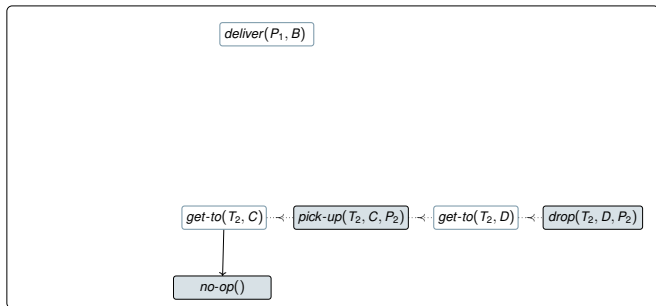 deliver(P₁, B)
get-to(T₂, C) ≺ pick-up(T₂, C, P₂) ≺ get-to(T₂, D) ≺ drop(T₂, D, P₂)
no-op()